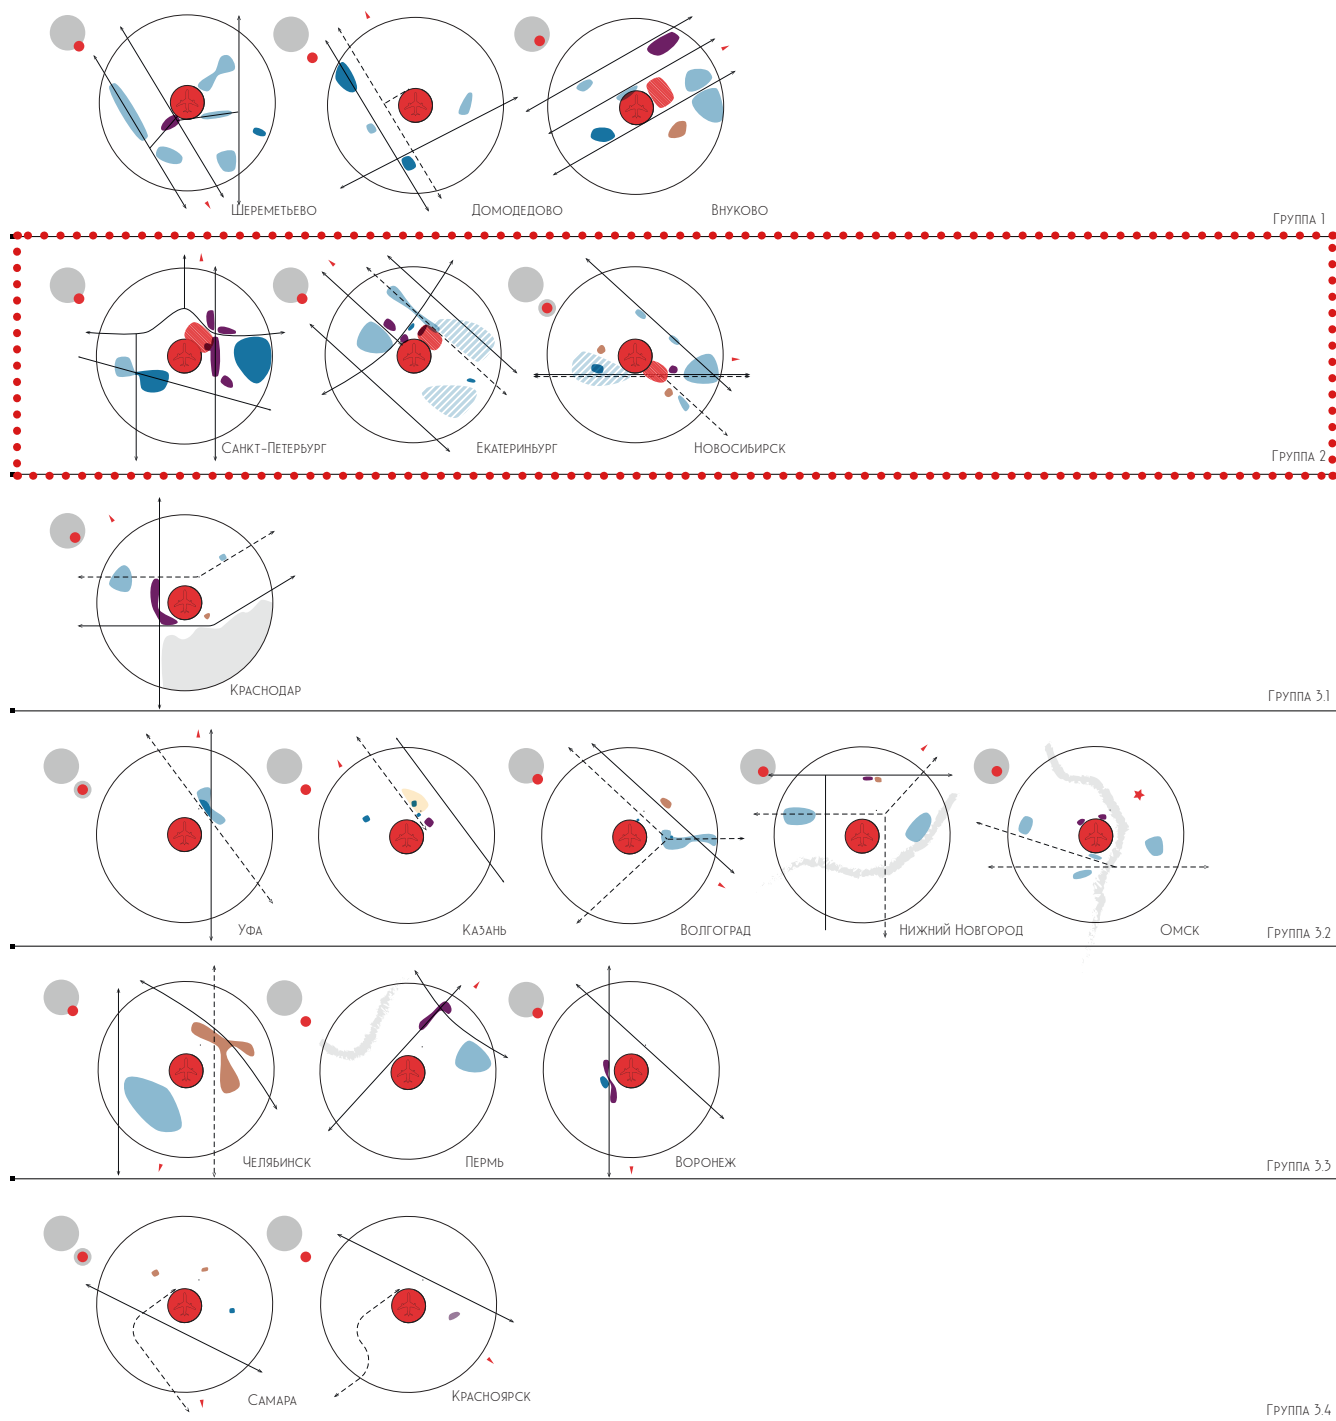 Шереметьево
Домодедово
Внуково
Группа 1
Санкт-Петербург
Екатеринбург
Новосибирск
Группа 2
Краснодар
Группа 3.1
Уфа
Казань
Волгоград
Нижний Новгород
Омск
Группа 3.2
Челябинск
Пермь
Воронеж
Группа 3.3
Самара
Красноярск
Группа 3.4